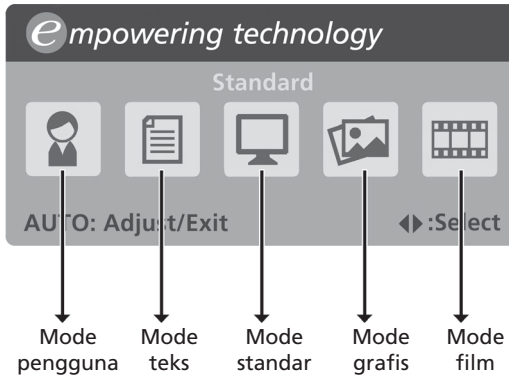 empowering technology
Standard
AUTO: Adjust/Exit
:Select
Mode pengguna
Mode teks
Mode standar
Mode grafis
Mode film